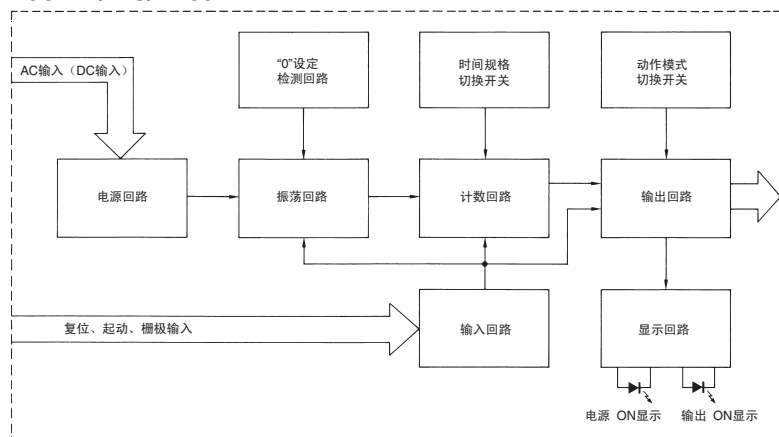 AC输入（DC输入）
“0”设定
检测回路
时间规格
切换开关
动作模式
切换开关
电源回路
振荡回路
计数回路
输出回路
复位、起动、栅极输入
输入回路
显示回路
电源 ON显示
输出 ON显示